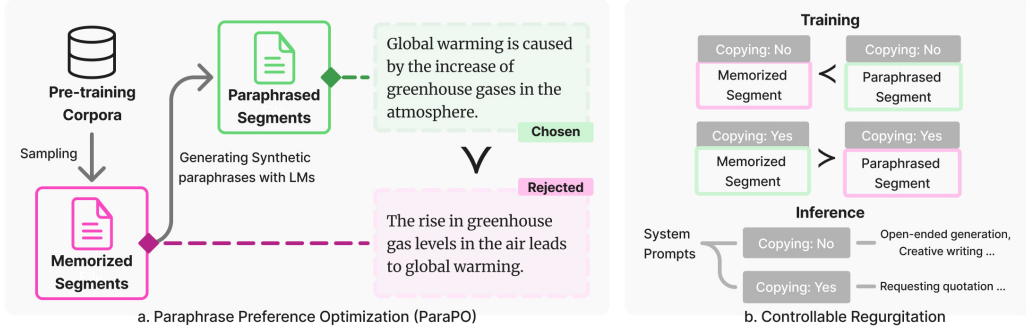 Pre-training
Corpora
Sampling
Memorized
Segments
Generating Synthetic
paraphrases with LMs
Paraphrased
Segments
Global warming is caused
by the increase of
greenhouse gases in the
atmosphere.
Chosen
Rejected
The rise in greenhouse
gas levels in the air leads
to global warming.
a. Paraphrase Preference Optimization (ParaPO)
Training
Copying: No
Memorized
Segment
Copying: No
Paraphrased
Segment
Copying: Yes
Memorized
Segment
Copying: Yes
Paraphrased
Segment
Inference
System
Prompts
Copying: No
Open-ended generation,
Creative writing ...
Copying: Yes
Requesting quotation ...
b. Controllable Regurgitation